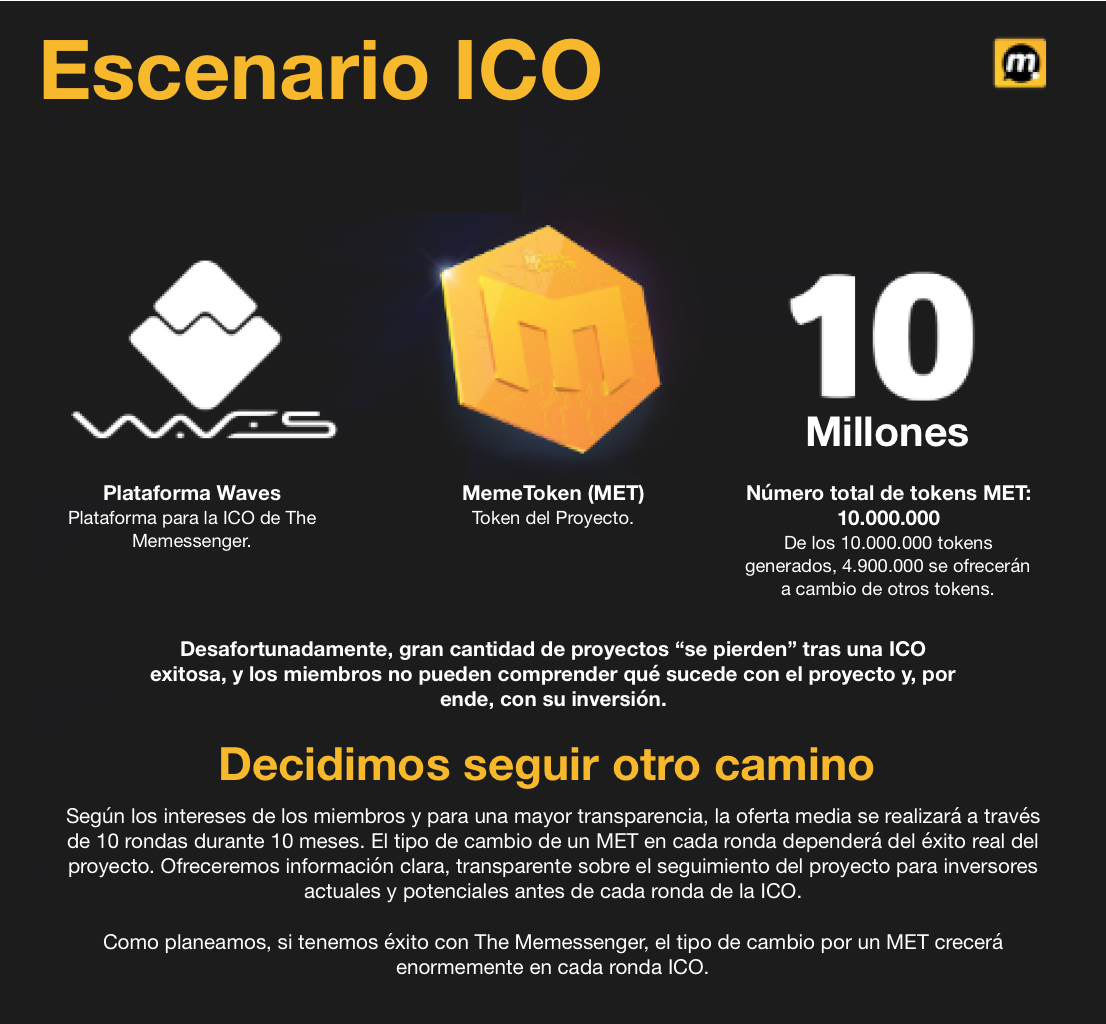 Escenario ICO
m
WAVES
10
Millones
Plataforma Waves
Plataforma para la ICO de The
Memessenger.
MemeToken (MET)
Token del Proyecto.
Número total de tokens MET:
10.000.000
De los 10.000.000 tokens
generados, 4.900.000 se ofrecerán
a cambio de otros tokens.
Desafortunadamente, gran cantidad de proyectos “se pierden” tras una ICO
exitosa, y los miembros no pueden comprender qué sucede con el proyecto y, por
ende, con su inversión.
Decidimos seguir otro camino
Según los intereses de los miembros y para una mayor transparencia, la oferta media se realizará a través
de 10 rondas durante 10 meses. El tipo de cambio de un MET en cada ronda dependerá del éxito real del
proyecto. Ofreceremos información clara, transparente sobre el seguimiento del proyecto para inversores
actuales y potenciales antes de cada ronda de la ICO.
Como planeamos, si tenemos éxito con The Memessenger, el tipo de cambio por un MET crecerá
enormemente en cada ronda ICO.